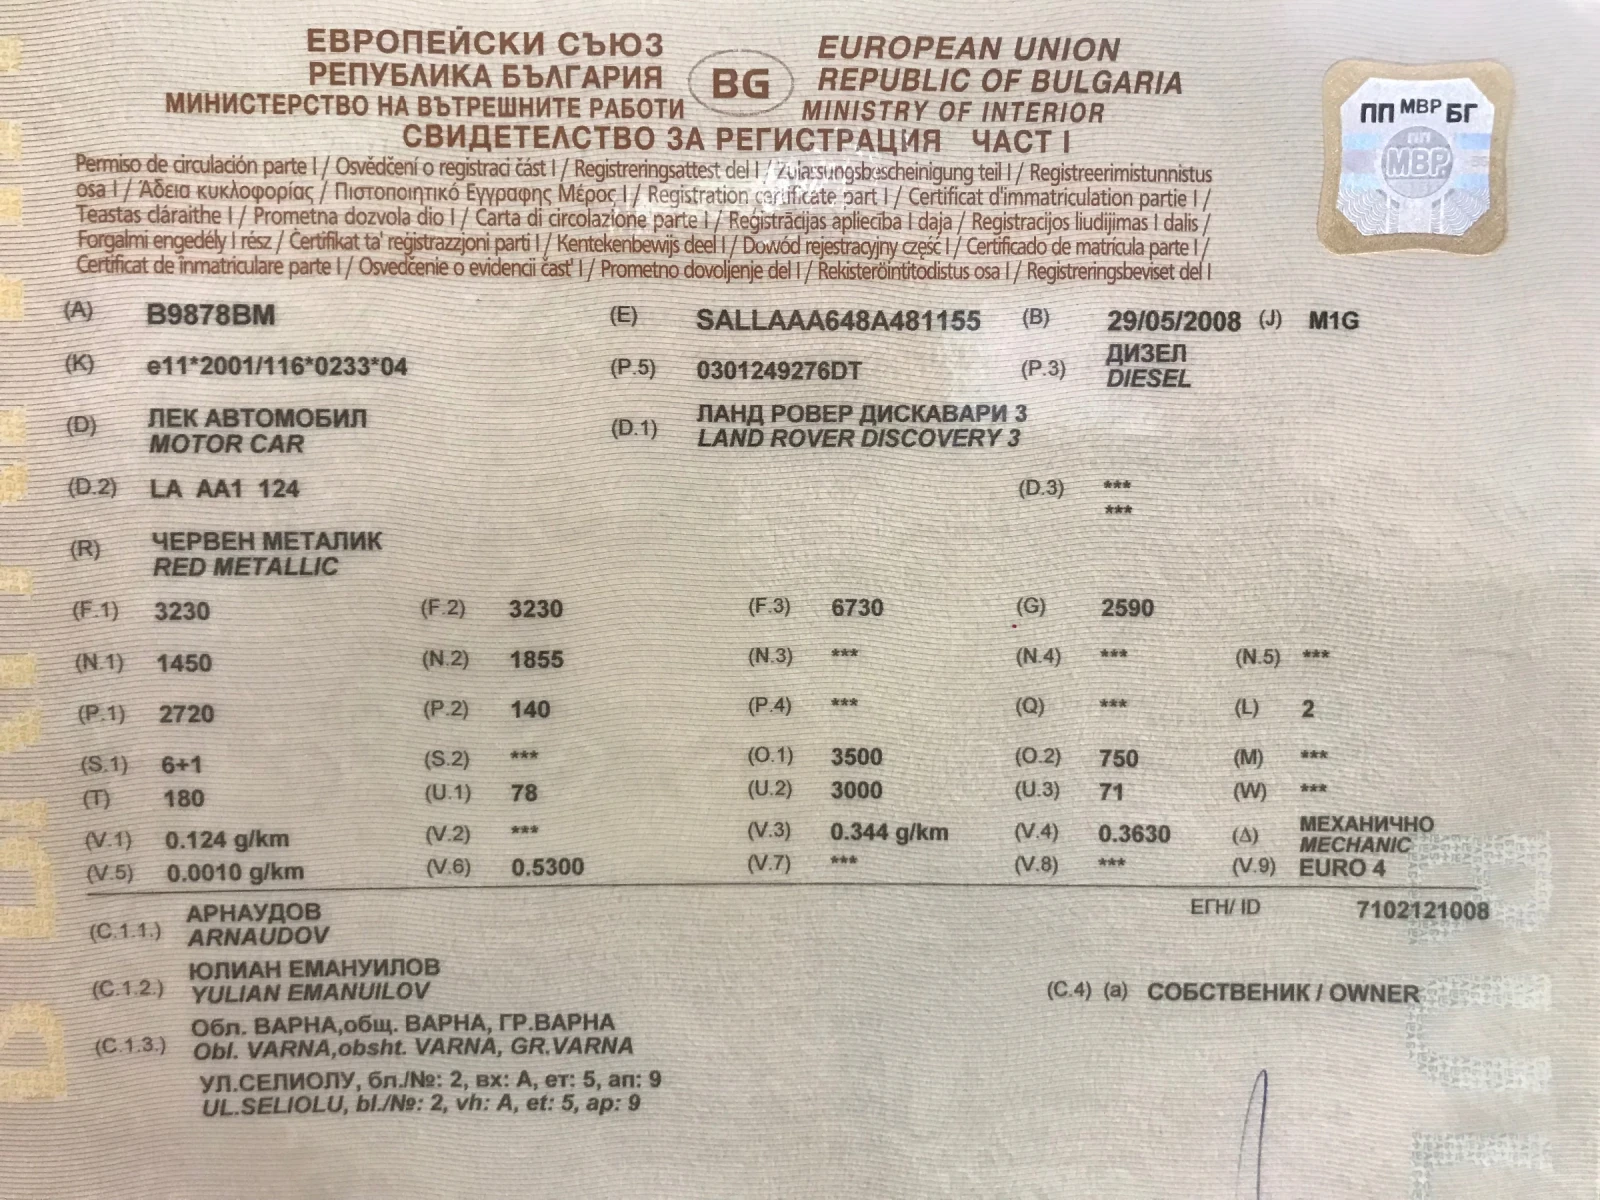 ЕВРОПЕЙСКИ СЪЮЗ BG EUROPEAN UNION
РЕПУБЛИКА БЪЛГАРИЯ REPUBLIC OF BULGARIA
МИНИСТЕРСТВО НА ВЪТРЕШНИТЕ РАБОТИ MINISTRY OF INTERIOR
СВИДЕТЕЛСТВО ЗА РЕГИСТРАЦИЯ ЧАСТ I
ПП МВР БГ
ПП
МВР
Permiso de circulación parte I / Osvědčení o registraci část I / Registreringsattest del I / Zulassungsbescheinigung teil I / Registreerimistunnistus
osa I / Άδεια κυκλοφορίας / Πιστοποιητικό Εγγραφης Μέρος I / Registration certificate part I / Certificat d'immatriculation partie I /
Teastas cláraithe I / Prometna dozvola dio I / Carta di circolazione parte I / Reģistrācijas apliecība I daja / Registracijos liudijimas I dalis /
Forgalmi engedély I rész / Ċertifikat ta' reġistrazzjoni parti I / Kentekenbewijs deel I / Dowód rejestracyjny część I / Certificado de matrícula parte I /
Certificat de înmatriculare parte I / Osvedčenie o evidencii časť I / Prometno dovoljenje del I / Rekisteröintitodistus osa I / Registreringsbeviset del I
(A) B9878BM (E) SALLAAA648A481155 (B) 29/05/2008 (J) M1G
(K) e11*2001/116*0233*04 (P.5) 0301249276DT (P.3) ДИЗЕЛ
DIESEL
(D) ЛЕК АВТОМОБИЛ (D.1) ЛАНД РОВЕР ДИСКАВАРИ 3
MOTOR CAR LAND ROVER DISCOVERY 3
(D.2) LA AA1 124 (D.3) ***
***
(R) ЧЕРВЕН МЕТАЛИК
RED METALLIC
(F.1) 3230 (F.2) 3230 (F.3) 6730 (G) 2590
(N.1) 1450 (N.2) 1855 (N.3) *** (N.4) *** (N.5) ***
(P.1) 2720 (P.2) 140 (P.4) *** (Q) *** (L) 2
(S.1) 6+1 (S.2) *** (O.1) 3500 (O.2) 750 (M) ***
(T) 180 (U.1) 78 (U.2) 3000 (U.3) 71 (W) ***
(V.1) 0.124 g/km (V.2) *** (V.3) 0.344 g/km (V.4) 0.3630 (Δ) МЕХАНИЧНО
MECHANIC
(V.5) 0.0010 g/km (V.6) 0.5300 (V.7) *** (V.8) *** (V.9) EURO 4
(C.1.1.) АРНАУДОВ ЕГН/ ID 7102121008
ARNAUDOV
(C.1.2.) ЮЛИАН ЕМАНУИЛОВ
YULIAN EMANUILOV (C.4) (a) СОБСТВЕНИК / OWNER
(C.1.3.) Обл. ВАРНА,общ. ВАРНА, ГР.ВАРНА
Obl. VARNA,obsht. VARNA, GR.VARNA
УЛ.СЕЛИОЛУ, бл./№: 2, вх: А, ет: 5, ап: 9
UL.SELIOLU, bl./№: 2, vh: A, et: 5, ap: 9